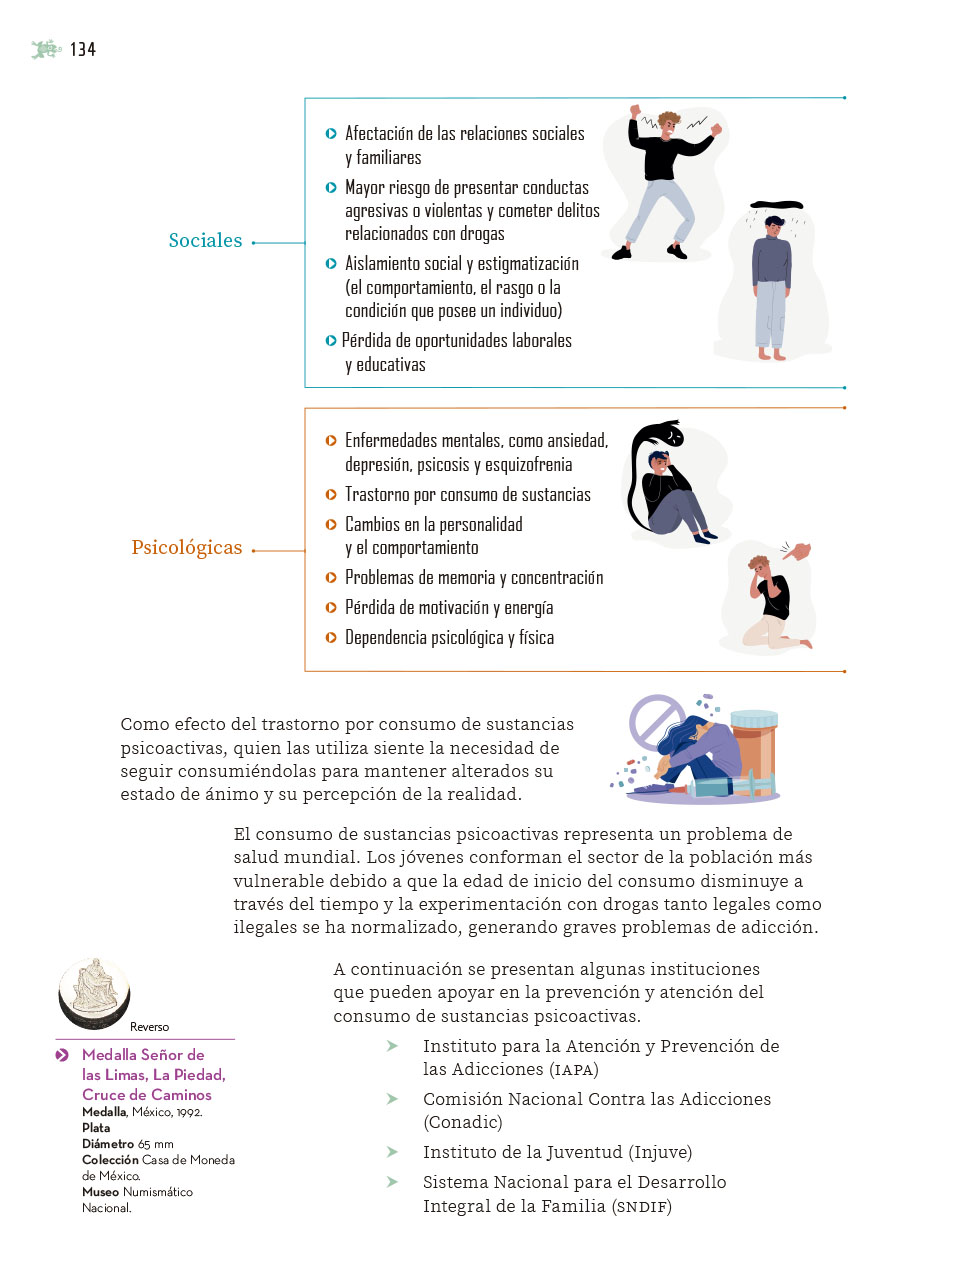 134
Sociales
Afectación de las relaciones sociales
y familiares
Mayor riesgo de presentar conductas
agresivas o violentas y cometer delitos
relacionados con drogas
Aislamiento social y estigmatización
(el comportamiento, el rasgo o la
condición que posee un individuo)
Pérdida de oportunidades laborales
y educativas
Psicológicas
Enfermedades mentales, como ansiedad,
depresión, psicosis y esquizofrenia
Trastorno por consumo de sustancias
Cambios en la personalidad
y el comportamiento
Problemas de memoria y concentración
Pérdida de motivación y energía
Dependencia psicológica y física
Como efecto del trastorno por consumo de sustancias
psicoactivas, quien las utiliza siente la necesidad de
seguir consumiéndolas para mantener alterados su
estado de ánimo y su percepción de la realidad.
El consumo de sustancias psicoactivas representa un problema de
salud mundial. Los jóvenes conforman el sector de la población más
vulnerable debido a que la edad de inicio del consumo disminuye a
través del tiempo y la experimentación con drogas tanto legales como
ilegales se ha normalizado, generando graves problemas de adicción.
A continuación se presentan algunas instituciones
que pueden apoyar en la prevención y atención del
consumo de sustancias psicoactivas.
Instituto para la Atención y Prevención de
las Adicciones (IAPA)
Comisión Nacional Contra las Adicciones
(Conadic)
Instituto de la Juventud (Injuve)
Sistema Nacional para el Desarrollo
Integral de la Familia (SNDIF)
Reverso
Medalla Señor de
las Limas, La Piedad,
Cruce de Caminos
Medalla, México, 1992.
Plata
Diámetro 65 mm
Colección Casa de Moneda
de México.
Museo Numismático
Nacional.